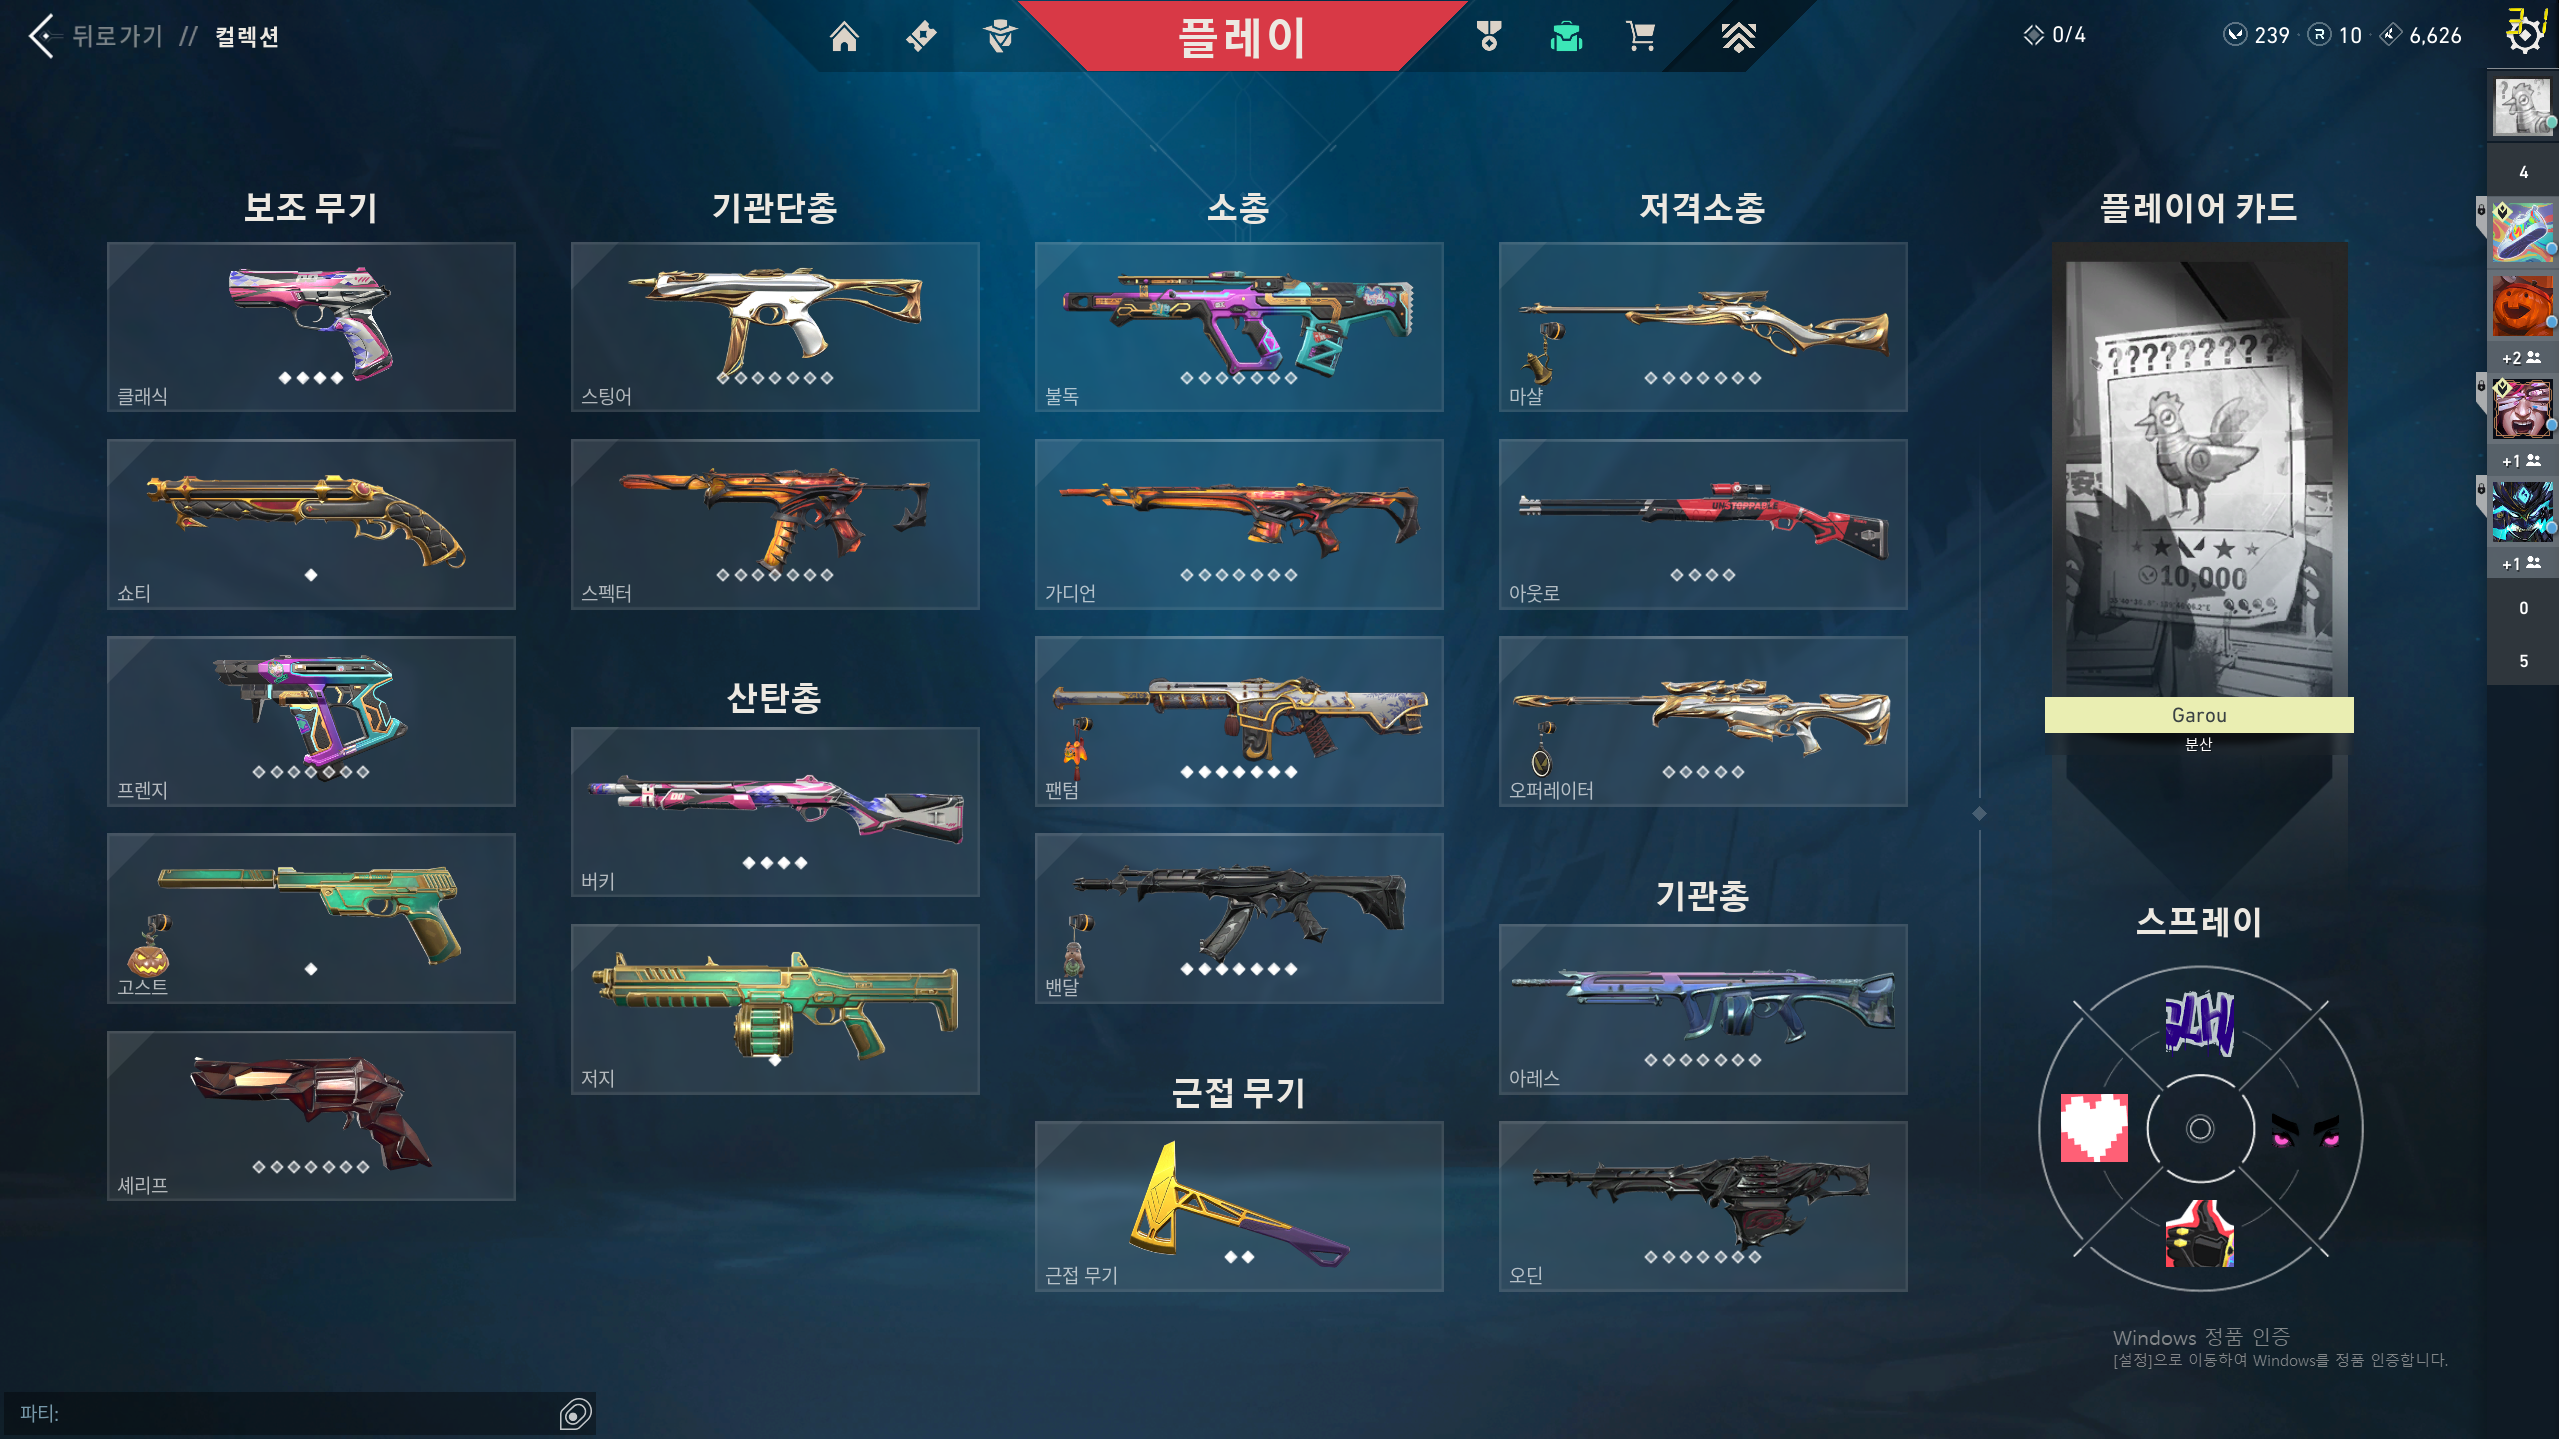 뒤로가기 // 컬렉션
플레이
0/4
239
10
6,626
31
보조 무기
기관단총
소총
저격소총
플레이어 카드
4
클래식
스팅어
불독
마샬
????????
+2
UNSTOPPABLE
쇼티
스펙터
가디언
아웃로
10,000
+1
+1
0
5
산탄총
Garou
분산
프렌지
팬텀
오퍼레이터
버키
기관총
스프레이
고스트
밴달
저지
아레스
근접 무기
셰리프
근접 무기
오딘
Windows 정품 인증
[설정]으로 이동하여 Windows를 정품 인증합니다.
파티: